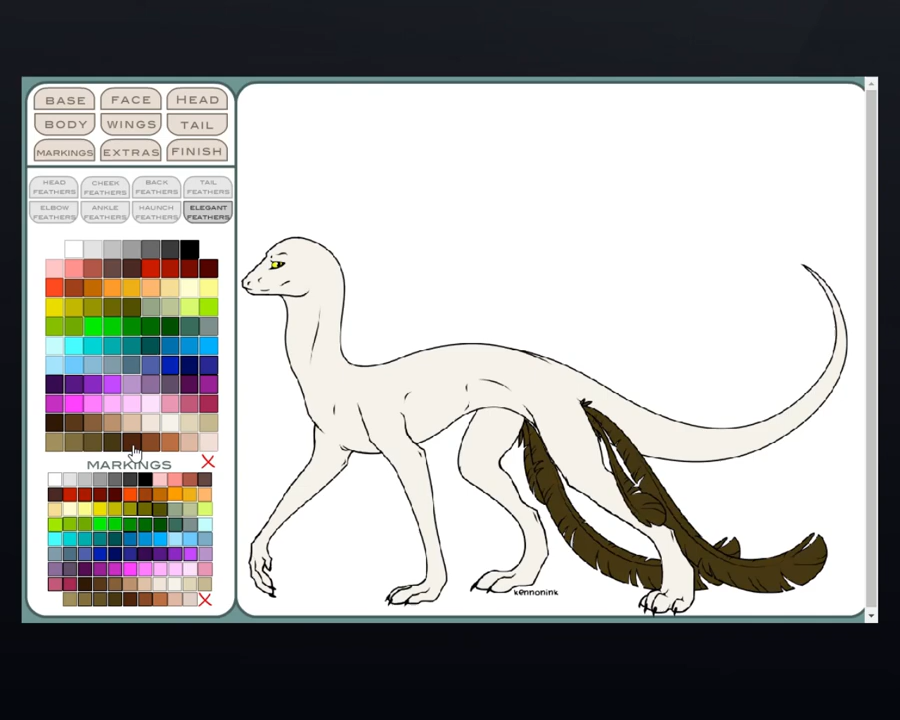 BASE FACE HEAD
BODY WINGS TAIL
MARKINGS EXTRAS FINISH
HEAD FEATHERS CHEEK FEATHERS BACK FEATHERS TAIL FEATHERS
ELBOW FEATHERS ANKLE FEATHERS HAUNCH FEATHERS ELEGANT FEATHERS
MARKINGS
kennonink